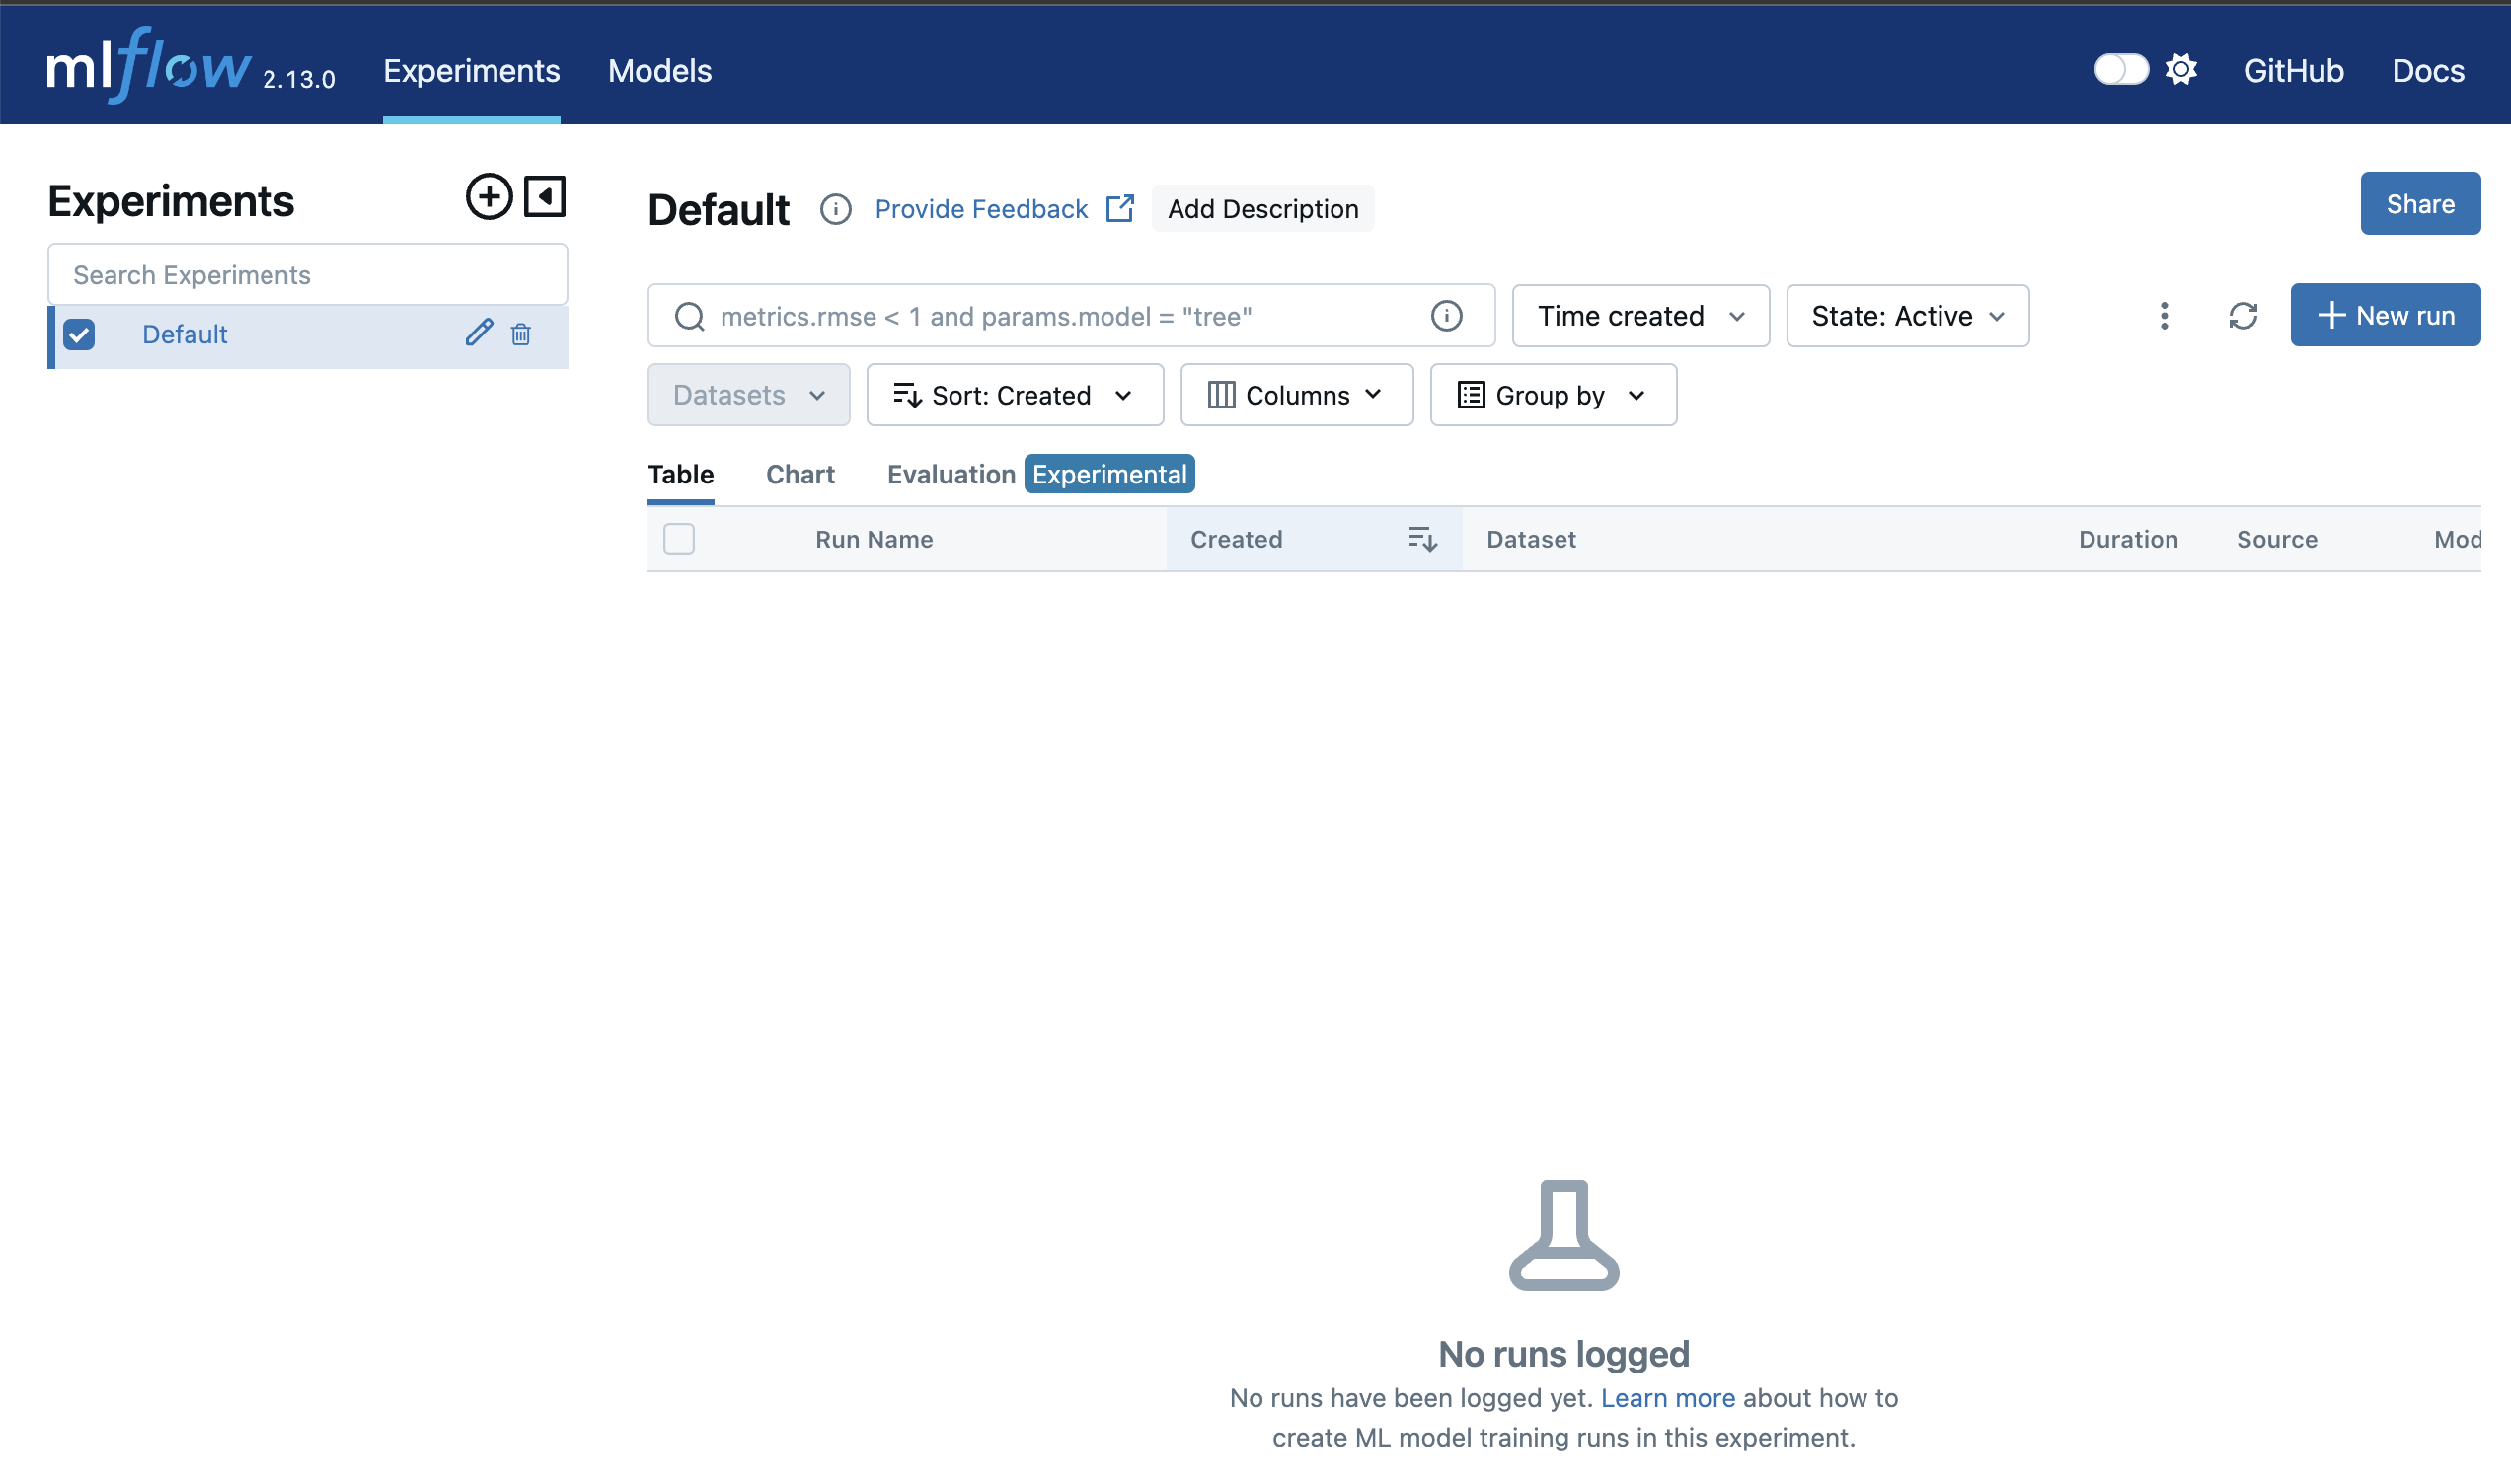 mlflow 2.13.0 Experiments Models GitHub Docs
Experiments
Search Experiments
Default
Default Provide Feedback Add Description Share
metrics.rmse < 1 and params.model = "tree" Time created State: Active New run
Datasets Sort: Created Columns Group by
Table Chart Evaluation Experimental
Run Name Created Dataset Duration Source Mod
No runs logged
No runs have been logged yet. Learn more about how to
create ML model training runs in this experiment.